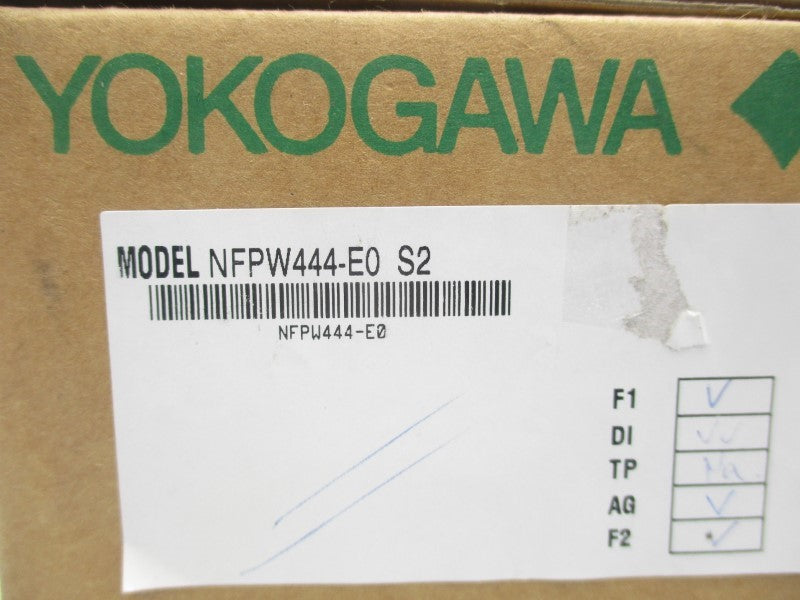 YOKOGAWA
MODEL NFPW444-E0 S2
NFPW444-E0
F1 ✓
DI
TP
AG ✓
F2 ✓